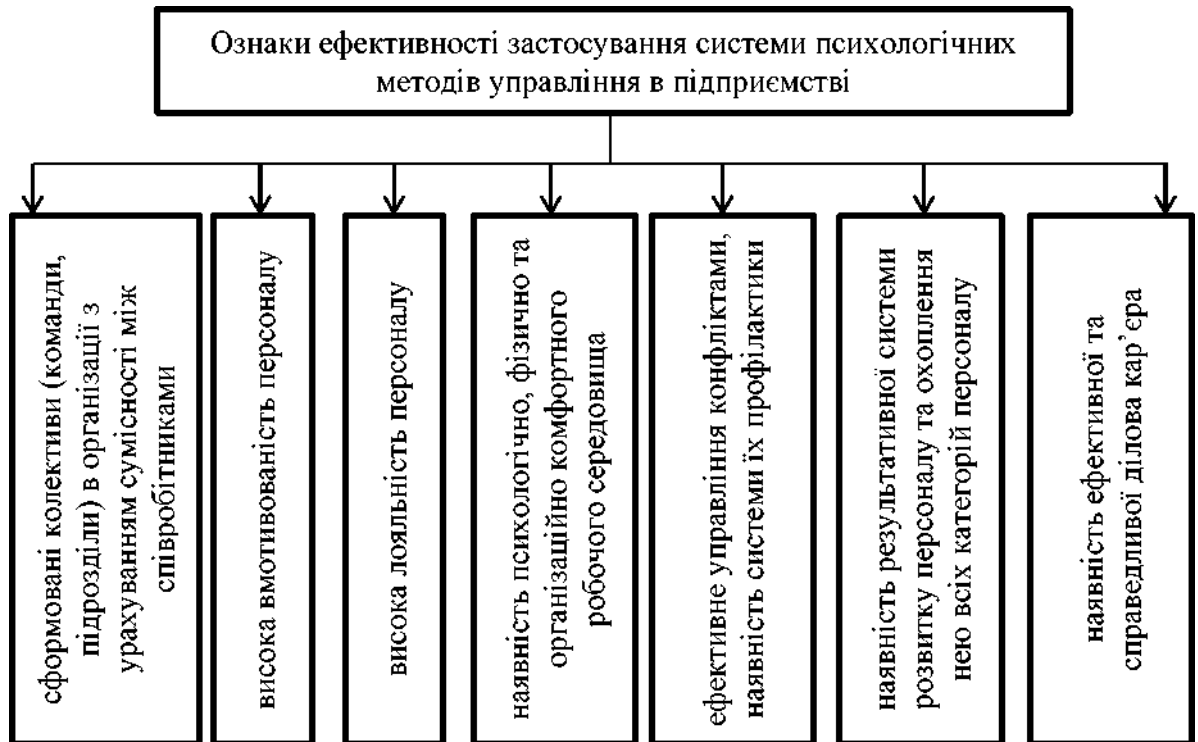 Ознаки ефективності застосування системи психологічних
методів управління в підприємстві
сформовані колективи (команди,
підрозділи) в організації з
урахуванням сумісності між
співробітниками
висока вмотивованість персоналу
висока лояльність персоналу
наявність психологічно, фізично та
організаційно комфортного
робочого середовища
ефективне управління конфліктами,
наявність системи їх профілактики
наявність результативної системи
розвитку персоналу та охоплення
нею всіх категорій персоналу
наявність ефективної та
справедливої ділова кар’єра